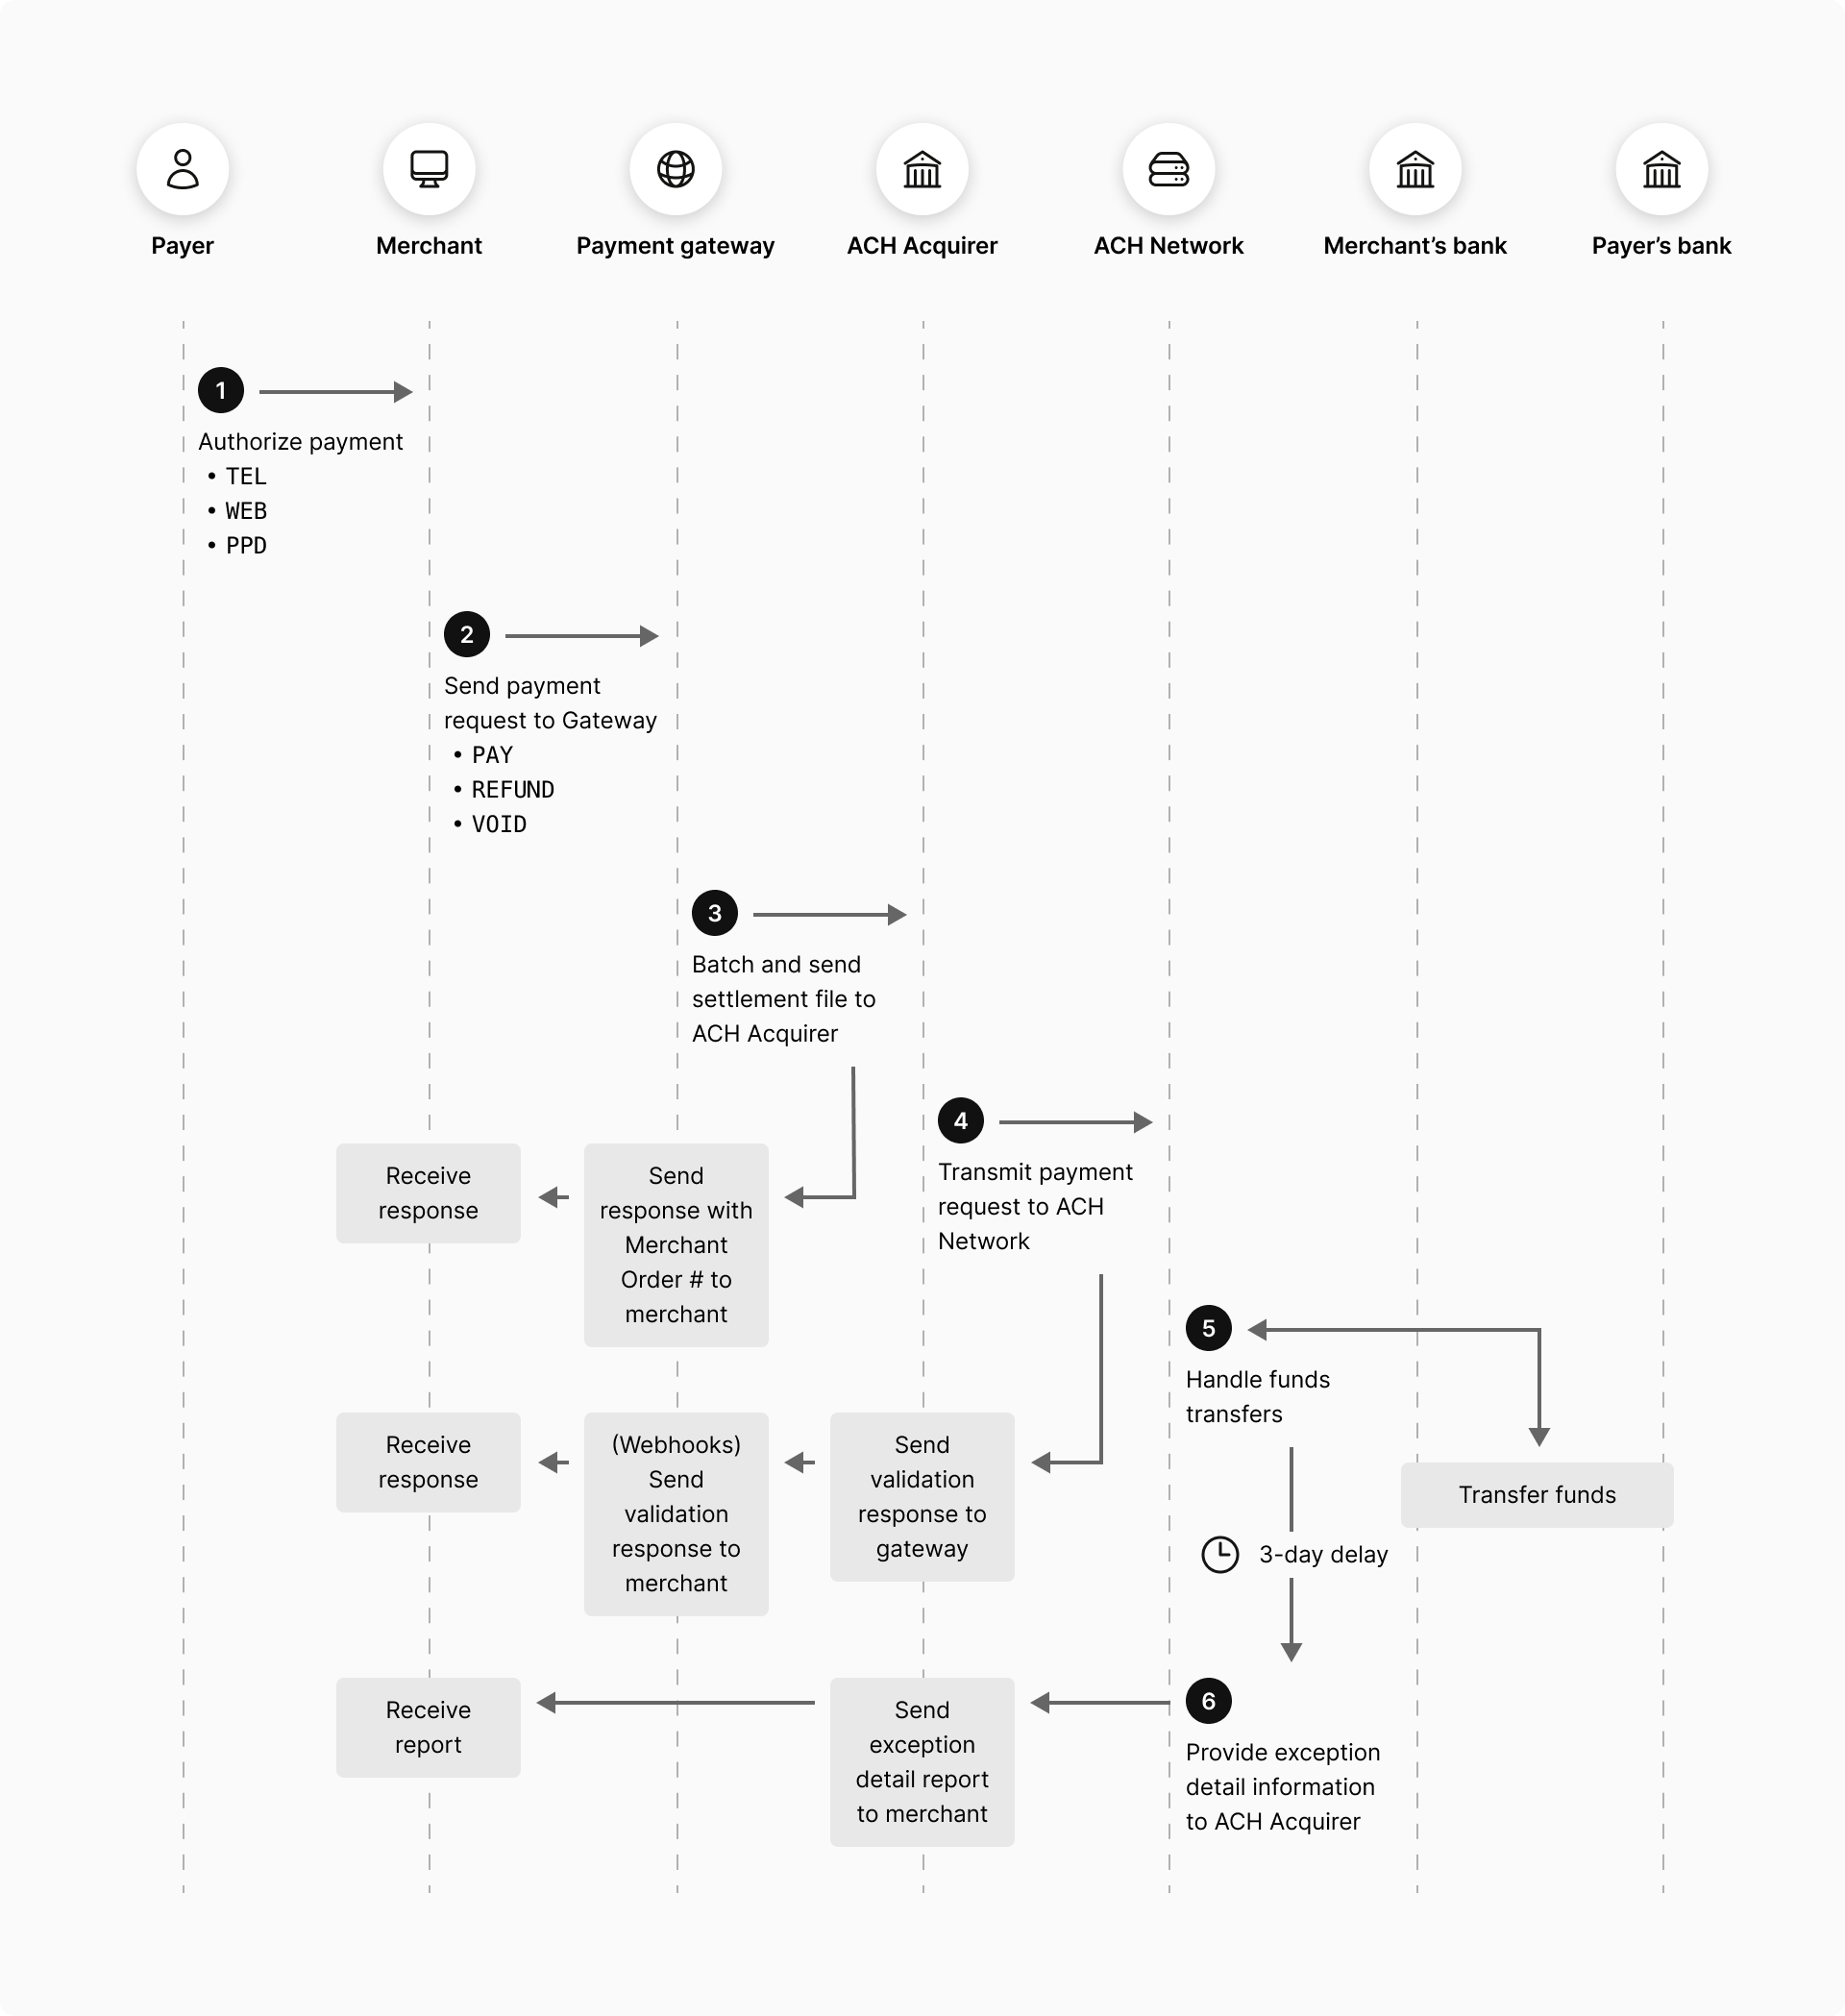 Payer
Merchant
Payment gateway
ACH Acquirer
ACH Network
Merchant’s bank
Payer’s bank
1
Authorize payment
• TEL
• WEB
• PPD
2
Send payment
request to Gateway
• PAY
• REFUND
• VOID
3
Batch and send
settlement file to
ACH Acquirer
4
Transmit payment
request to ACH
Network
Receive
response
Send
response with
Merchant
Order # to
merchant
5
Handle funds
transfers
Transfer funds
3-day delay
Receive
response
(Webhooks)
Send
validation
response to
merchant
Send
validation
response to
gateway
6
Provide exception
detail information
to ACH Acquirer
Receive
report
Send
exception
detail report
to merchant